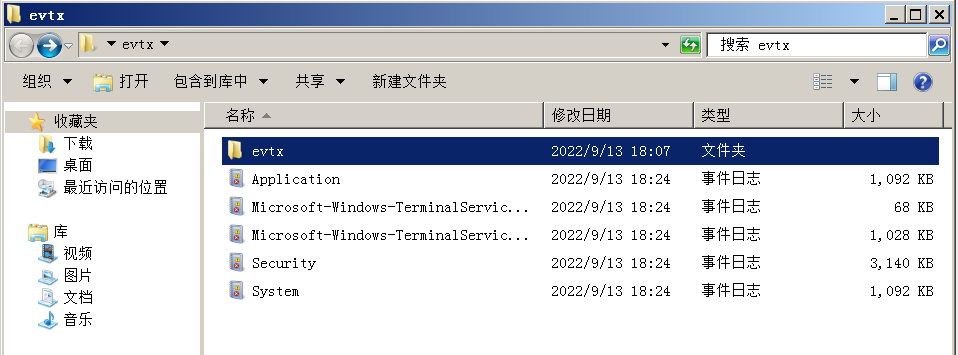 evtx
evtx
搜索 evtx
组织 打开 包含到库中 共享 新建文件夹
收藏夹
下载
桌面
最近访问的位置
库
视频
图片
文档
音乐
名称 修改日期 类型 大小
evtx 2022/9/13 18:07 文件夹
Application 2022/9/13 18:24 事件日志 1,092 KB
Microsoft-Windows-TerminalServic... 2022/9/13 18:24 事件日志 68 KB
Microsoft-Windows-TerminalServic... 2022/9/13 18:24 事件日志 1,028 KB
Security 2022/9/13 18:24 事件日志 3,140 KB
System 2022/9/13 18:24 事件日志 1,092 KB